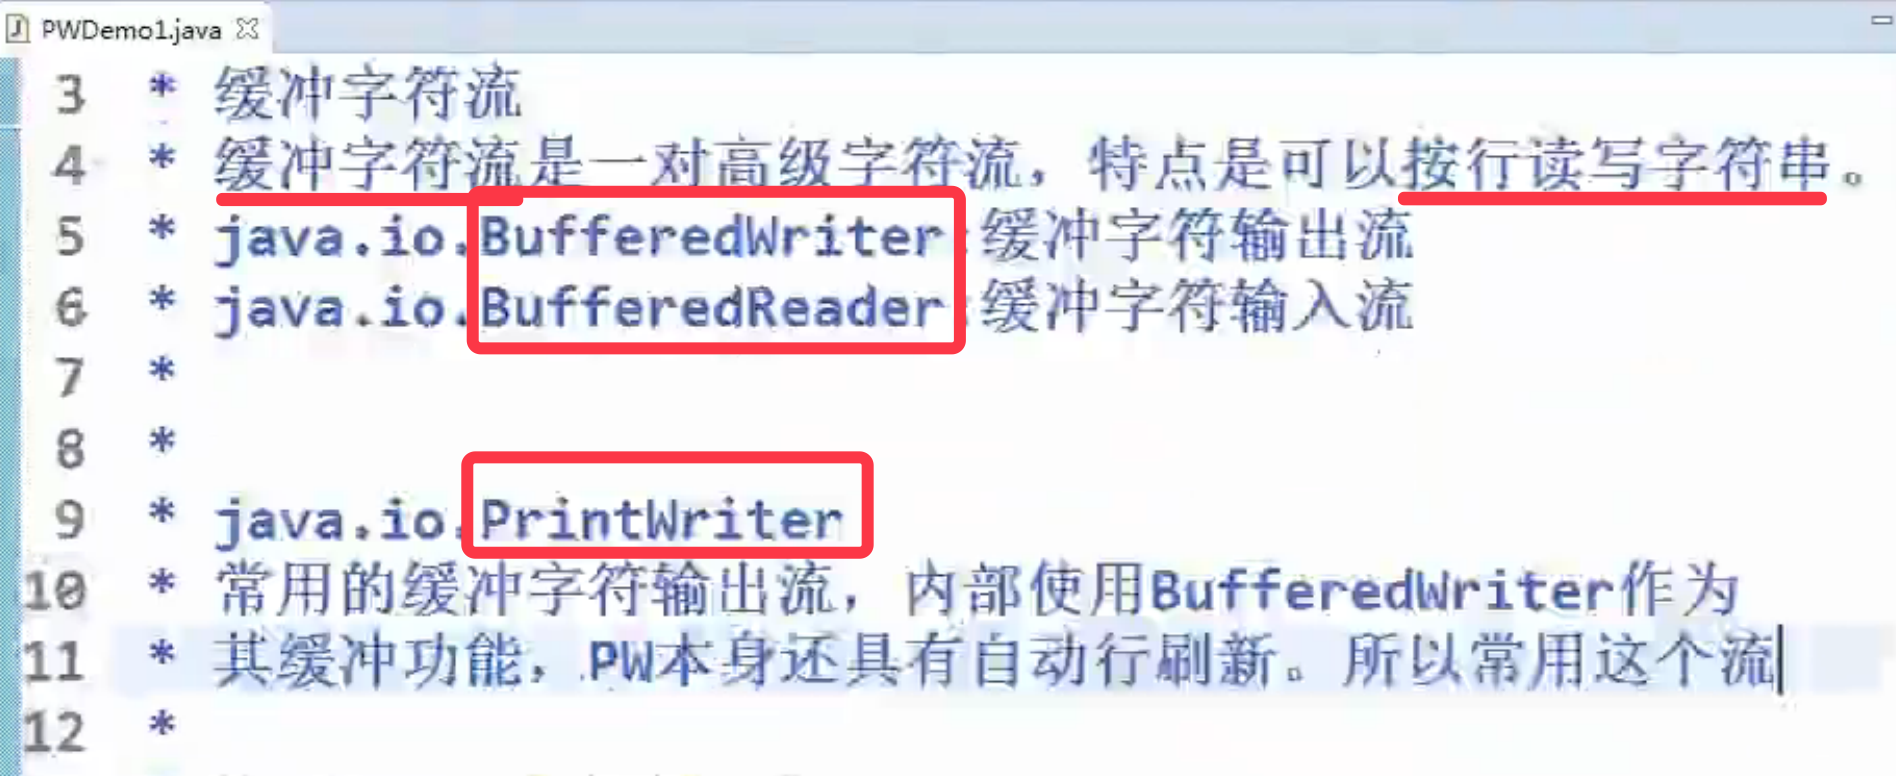 PWDemo1.java
3 * 缓冲字符流
4 * 缓冲字符流是一对高级字符流，特点是可以按行读写字符串。
5 * java.io.BufferedWriter:缓冲字符输出流
6 * java.io.BufferedReader:缓冲字符输入流
7 *
8 *
9 * java.io.PrintWriter
10 * 常用的缓冲字符输出流，内部使用BufferedWriter作为
11 * 其缓冲功能，PW本身还具有自动行刷新。所以常用这个流
12 *